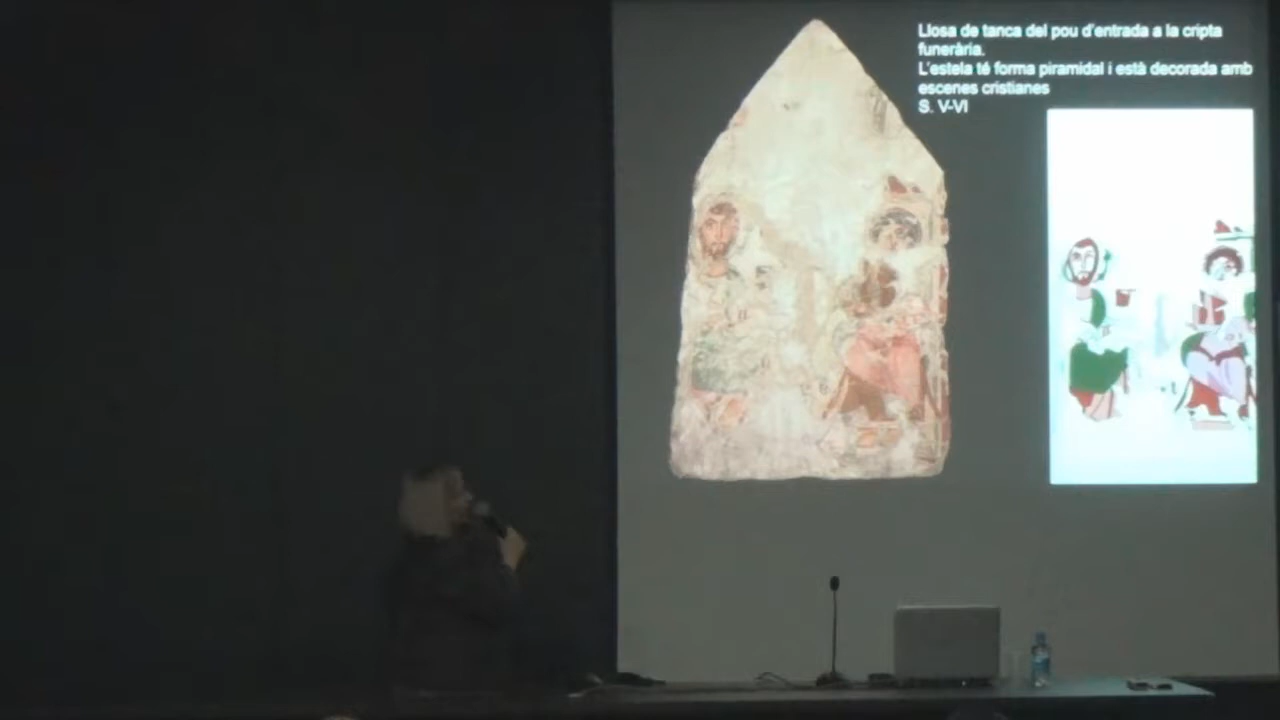 Llosa de tanca del pou d'entrada a la cripta
funerària.
L'estela té forma piramidal i està decorada amb
escenes cristianes
S. V-VI